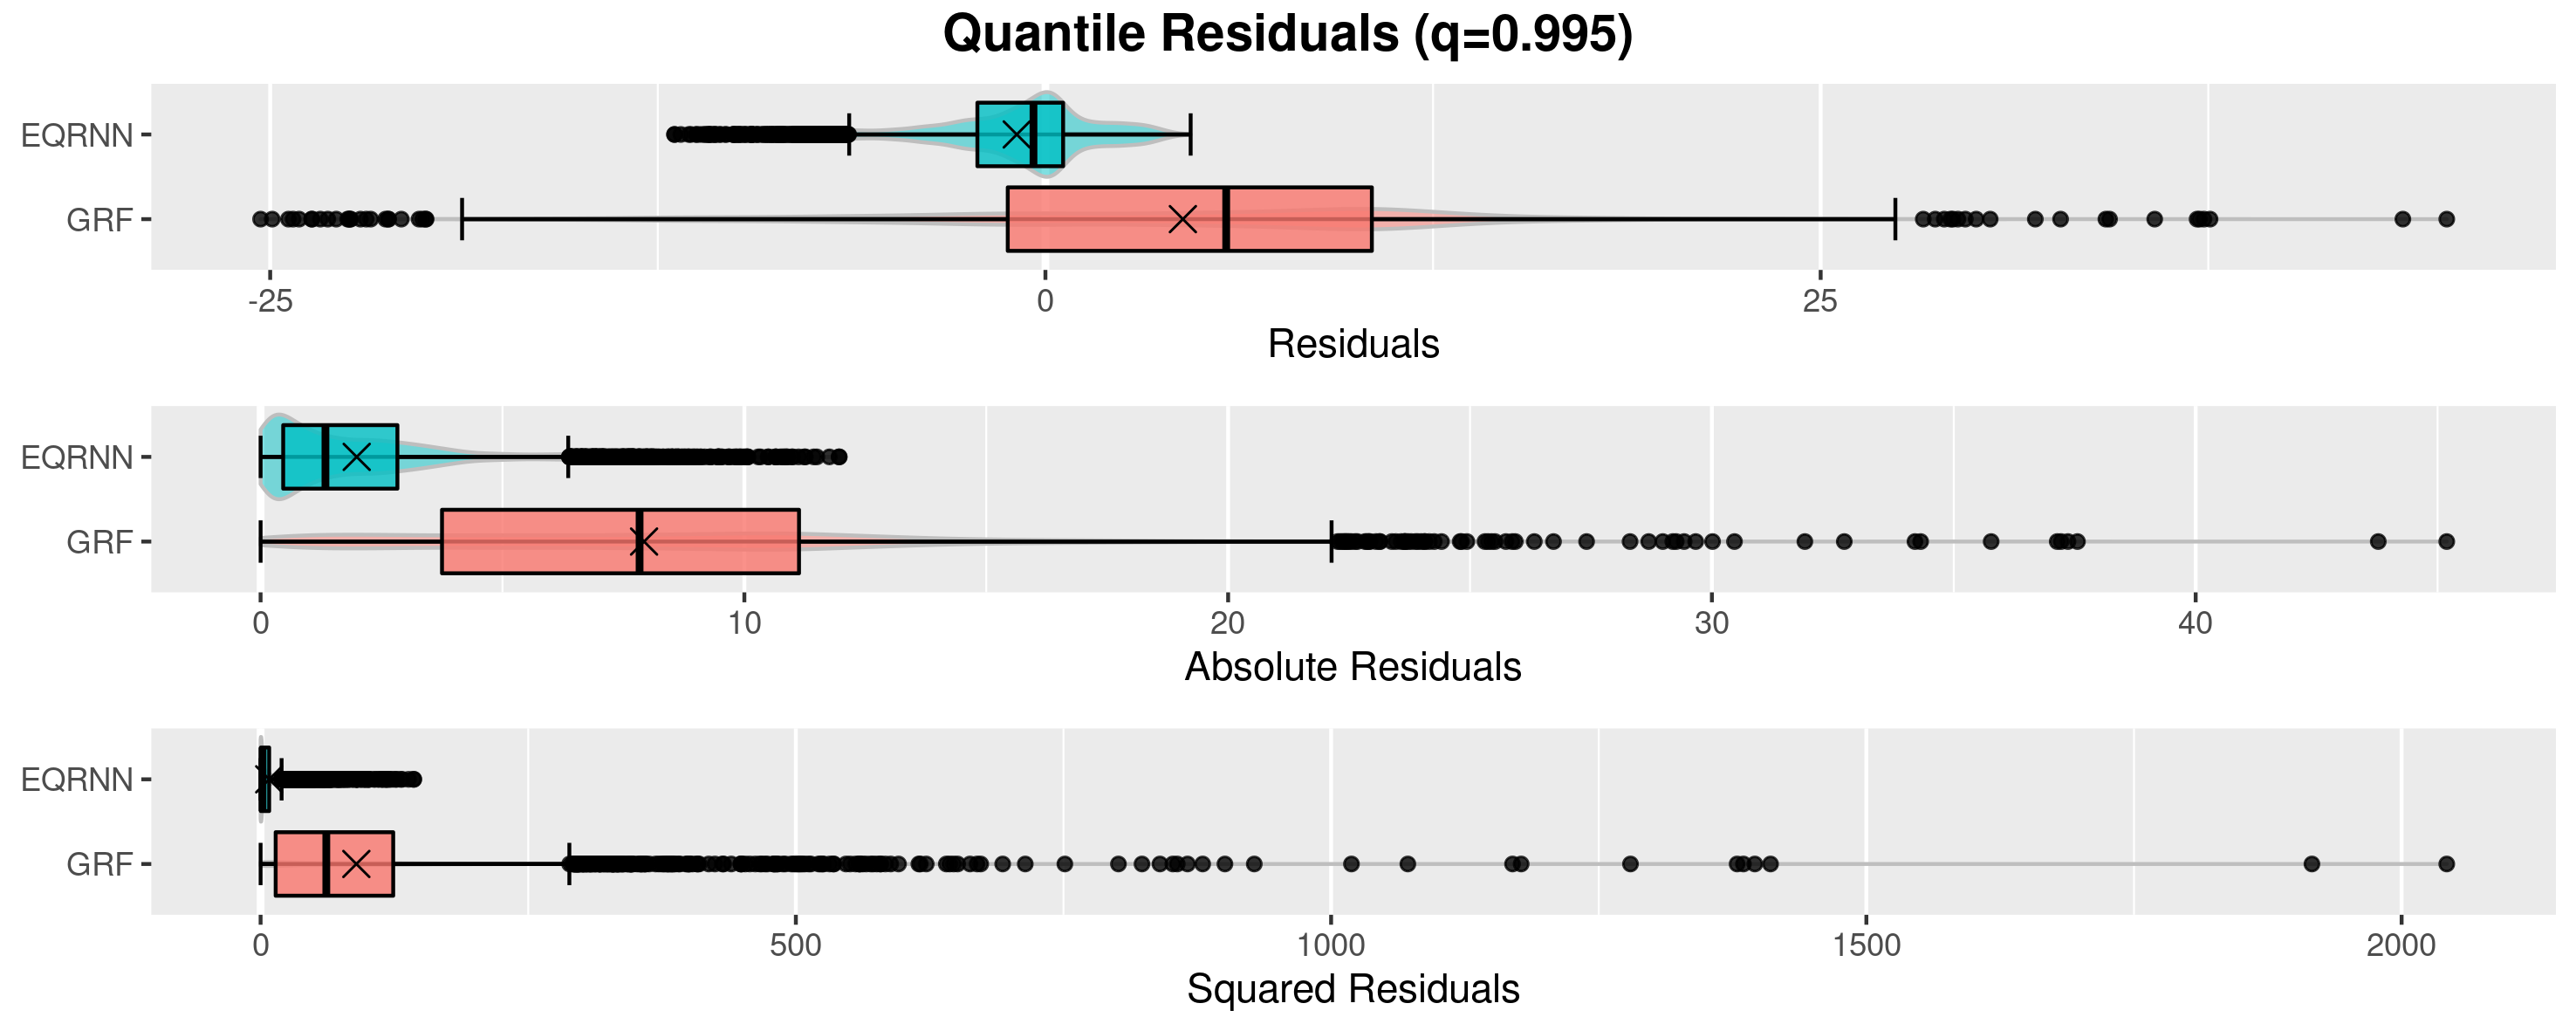 Quantile Residuals (q=0.995)
EQRNN
GRF
-25 0 25
Residuals
EQRNN
GRF
0 10 20 30 40
Absolute Residuals
EQRNN
GRF
0 500 1000 1500 2000
Squared Residuals